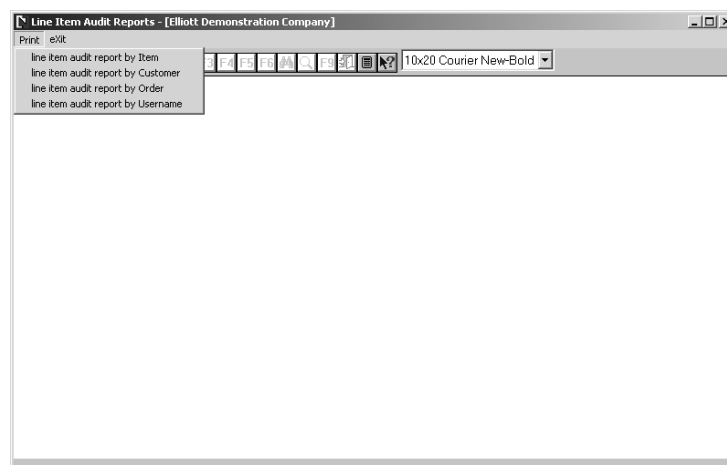 Line Item Audit Reports - [Elliott Demonstration Company]
Print eXit
line item audit report by Item
line item audit report by Customer
line item audit report by Order
line item audit report by Username
F4 F5 F6 F9 10x20 Courier New-Bold